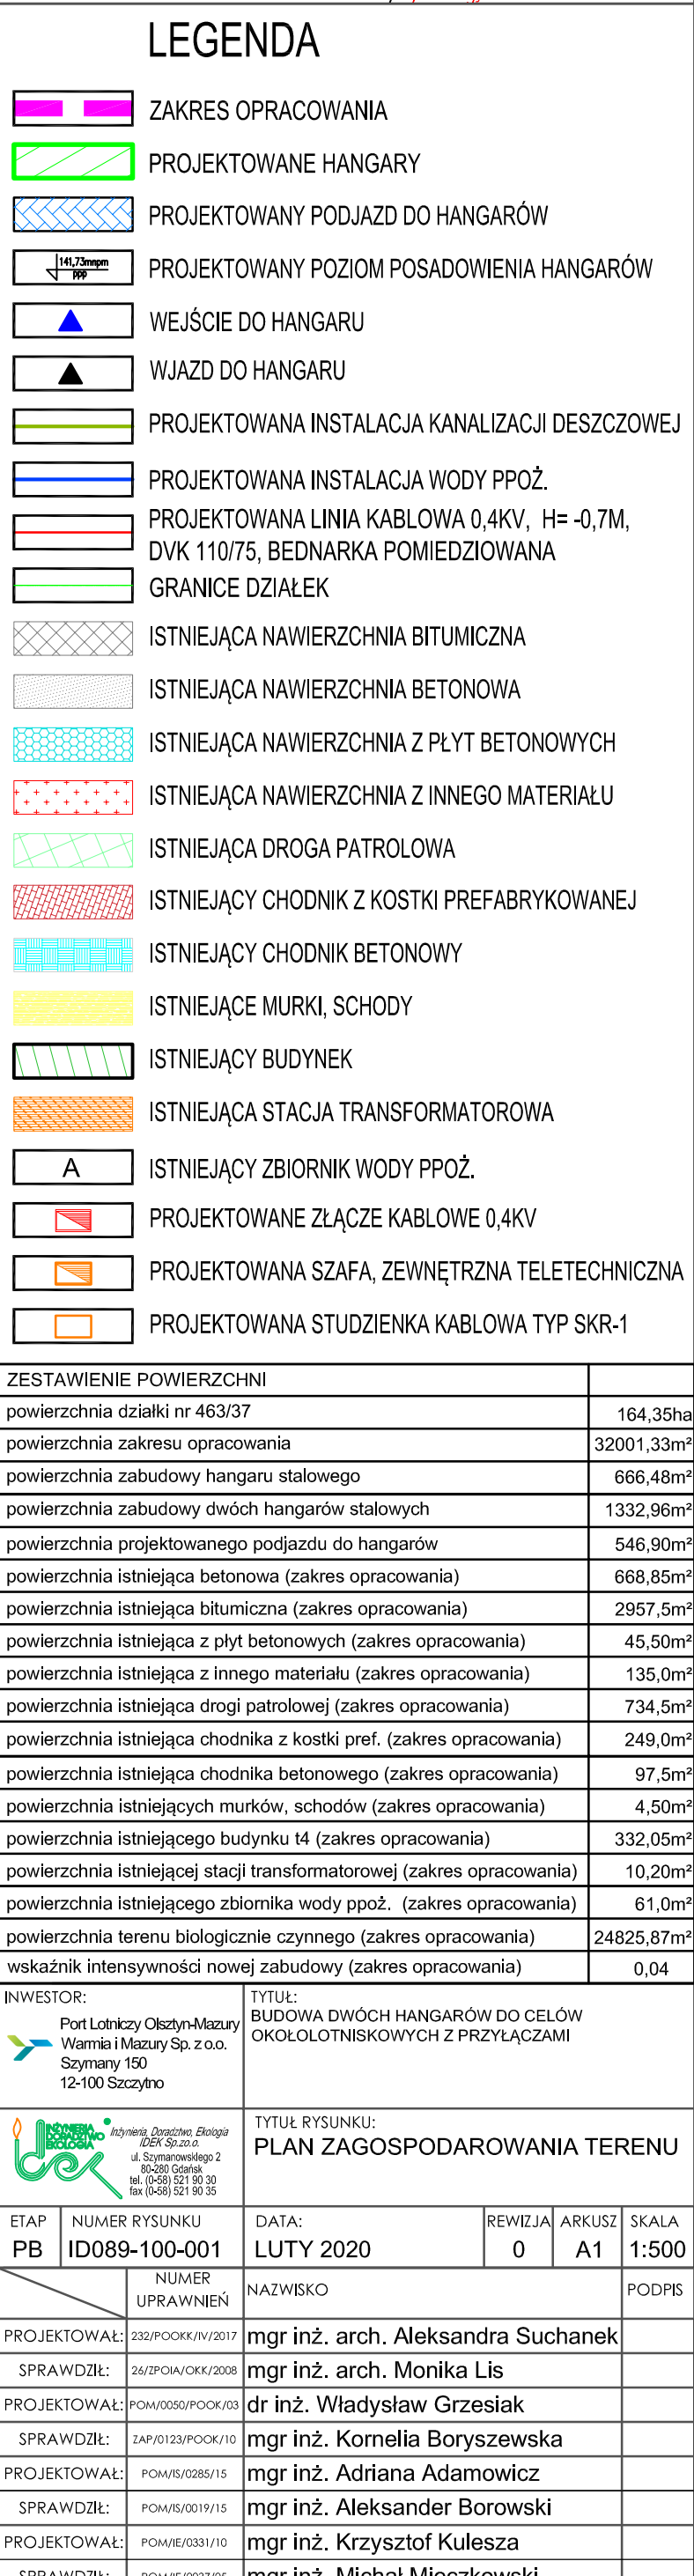 LEGENDA
ZAKRES OPRACOWANIA
PROJEKTOWANE HANGARY
PROJEKTOWANY PODJAZD DO HANGARÓW
141,73mnpm
ppp
PROJEKTOWANY POZIOM POSADOWIENIA HANGARÓW
WEJŚCIE DO HANGARU
WJAZD DO HANGARU
PROJEKTOWANA INSTALACJA KANALIZACJI DESZCZOWEJ
PROJEKTOWANA INSTALACJA WODY PPOŻ.
PROJEKTOWANA LINIA KABLOWA 0,4KV, H= -0,7M,
DVK 110/75, BEDNARKA POMIEDZIOWANA
GRANICE DZIAŁEK
ISTNIEJĄCA NAWIERZCHNIA BITUMICZNA
ISTNIEJĄCA NAWIERZCHNIA BETONOWA
ISTNIEJĄCA NAWIERZCHNIA Z PŁYT BETONOWYCH
ISTNIEJĄCA NAWIERZCHNIA Z INNEGO MATERIAŁU
ISTNIEJĄCA DROGA PATROLOWA
ISTNIEJĄCY CHODNIK Z KOSTKI PREFABRYKOWANEJ
ISTNIEJĄCY CHODNIK BETONOWY
ISTNIEJĄCE MURKI, SCHODY
ISTNIEJĄCY BUDYNEK
ISTNIEJĄCA STACJA TRANSFORMATOROWA
A ISTNIEJĄCY ZBIORNIK WODY PPOŻ.
PROJEKTOWANE ZŁĄCZE KABLOWE 0,4KV
PROJEKTOWANA SZAFA, ZEWNĘTRZNA TELETECHNICZNA
PROJEKTOWANA STUDZIENKA KABLOWA TYP SKR-1
ZESTAWIENIE POWIERZCHNI
powierzchnia działki nr 463/37 164,35ha
powierzchnia zakresu opracowania 32001,33m²
powierzchnia zabudowy hangaru stalowego 666,48m²
powierzchnia zabudowy dwóch hangarów stalowych 1332,96m²
powierzchnia projektowanego podjazdu do hangarów 546,90m²
powierzchnia istniejąca betonowa (zakres opracowania) 668,85m²
powierzchnia istniejąca bitumiczna (zakres opracowania) 2957,5m²
powierzchnia istniejąca z płyt betonowych (zakres opracowania) 45,50m²
powierzchnia istniejąca z innego materiału (zakres opracowania) 135,0m²
powierzchnia istniejąca drogi patrolowej (zakres opracowania) 734,5m²
powierzchnia istniejąca chodnika z kostki pref. (zakres opracowania) 249,0m²
powierzchnia istniejąca chodnika betonowego (zakres opracowania) 97,5m²
powierzchnia istniejących murków, schodów (zakres opracowania) 4,50m²
powierzchnia istniejącego budynku t4 (zakres opracowania) 332,05m²
powierzchnia istniejącej stacji transformatorowej (zakres opracowania) 10,20m²
powierzchnia istniejącego zbiornika wody ppoż. (zakres opracowania) 61,0m²
powierzchnia terenu biologicznie czynnego (zakres opracowania) 24825,87m²
wskaźnik intensywności nowej zabudowy (zakres opracowania) 0,04
INWESTOR:
Port Lotniczy Olsztyn-Mazury
Warmia i Mazury Sp. z o.o.
Szymany 150
12-100 Szczytno
TYTUŁ:
BUDOWA DWÓCH HANGARÓW DO CELÓW
OKOŁOLOTNISKOWYCH Z PRZYŁĄCZAMI
INŻYNIERIA
DORADZTWO
EKOLOGIA
idek
Inżynieria, Doradztwo, Ekologia
IDEK Sp.zo.o.
ul. Szymanowskiego 2
80-280 Gdańsk
tel. (0-58) 521 90 30
fax (0-58) 521 90 35
TYTUŁ RYSUNKU:
PLAN ZAGOSPODAROWANIA TERENU
ETAP NUMER RYSUNKU DATA: REWIZJA ARKUSZ SKALA
PB ID089-100-001 LUTY 2020 0 A1 1:500
NUMER
UPRAWNIEŃ
NAZWISKO PODPIS
PROJEKTOWAŁ: 232/POOKK/IV/2017 mgr inż. arch. Aleksandra Suchanek
SPRAWDZIŁ: 26/ZPOIA/OKK/2008 mgr inż. arch. Monika Lis
PROJEKTOWAŁ: POM/0050/POOK/03 dr inż. Władysław Grzesiak
SPRAWDZIŁ: ZAP/0123/POOK/10 mgr inż. Kornelia Boryszewska
PROJEKTOWAŁ: POM/IS/0285/15 mgr inż. Adriana Adamowicz
SPRAWDZIŁ: POM/IS/0019/15 mgr inż. Aleksander Borowski
PROJEKTOWAŁ: POM/IE/0331/10 mgr inż. Krzysztof Kulesza
SPRAWDZIŁ: mgr inż. Michał Mieczkowski